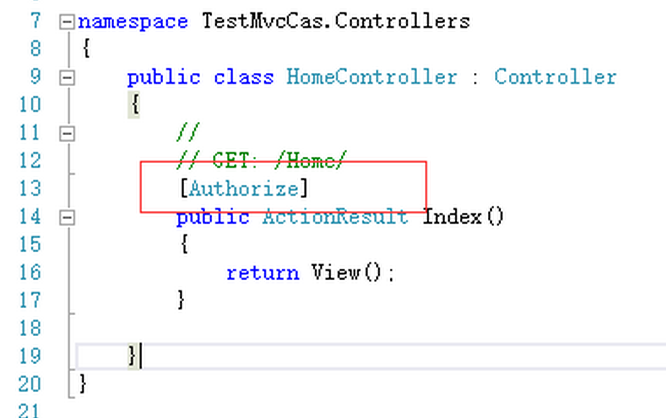 7 namespace TestMvcCas.Controllers
8 {
9 public class HomeController : Controller
10 {
11 //
12 // GET: /Home/
13 [Authorize]
14 public ActionResult Index()
15 {
16 return View();
17 }
18
19 }
20 }
21